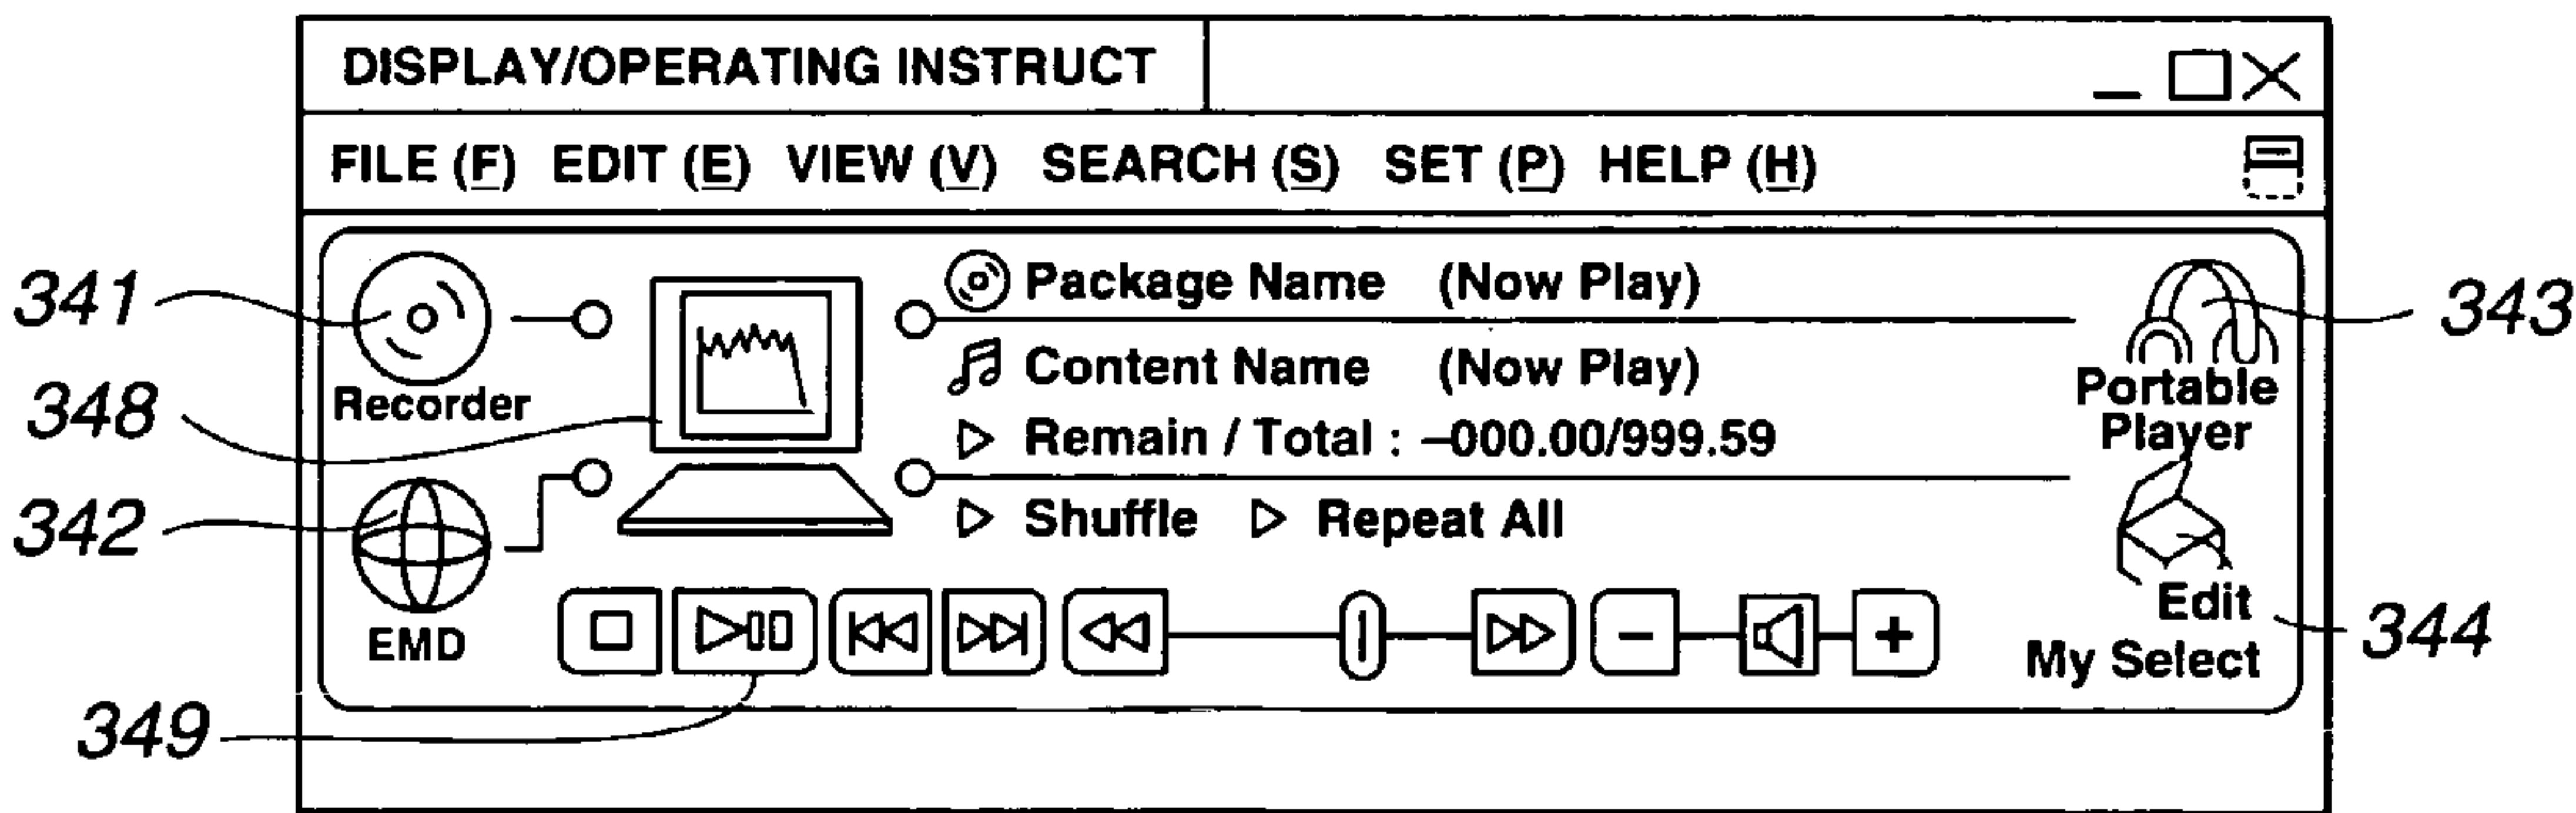 DISPLAY/OPERATING INSTRUCT
FILE (F) EDIT (E) VIEW (V) SEARCH (S) SET (P) HELP (H)
341
Recorder
348
342
EMD
349
Package Name (Now Play)
Content Name (Now Play)
Remain / Total : –000.00/999.59
Shuffle Repeat All
Portable
Player
343
Edit
My Select
344